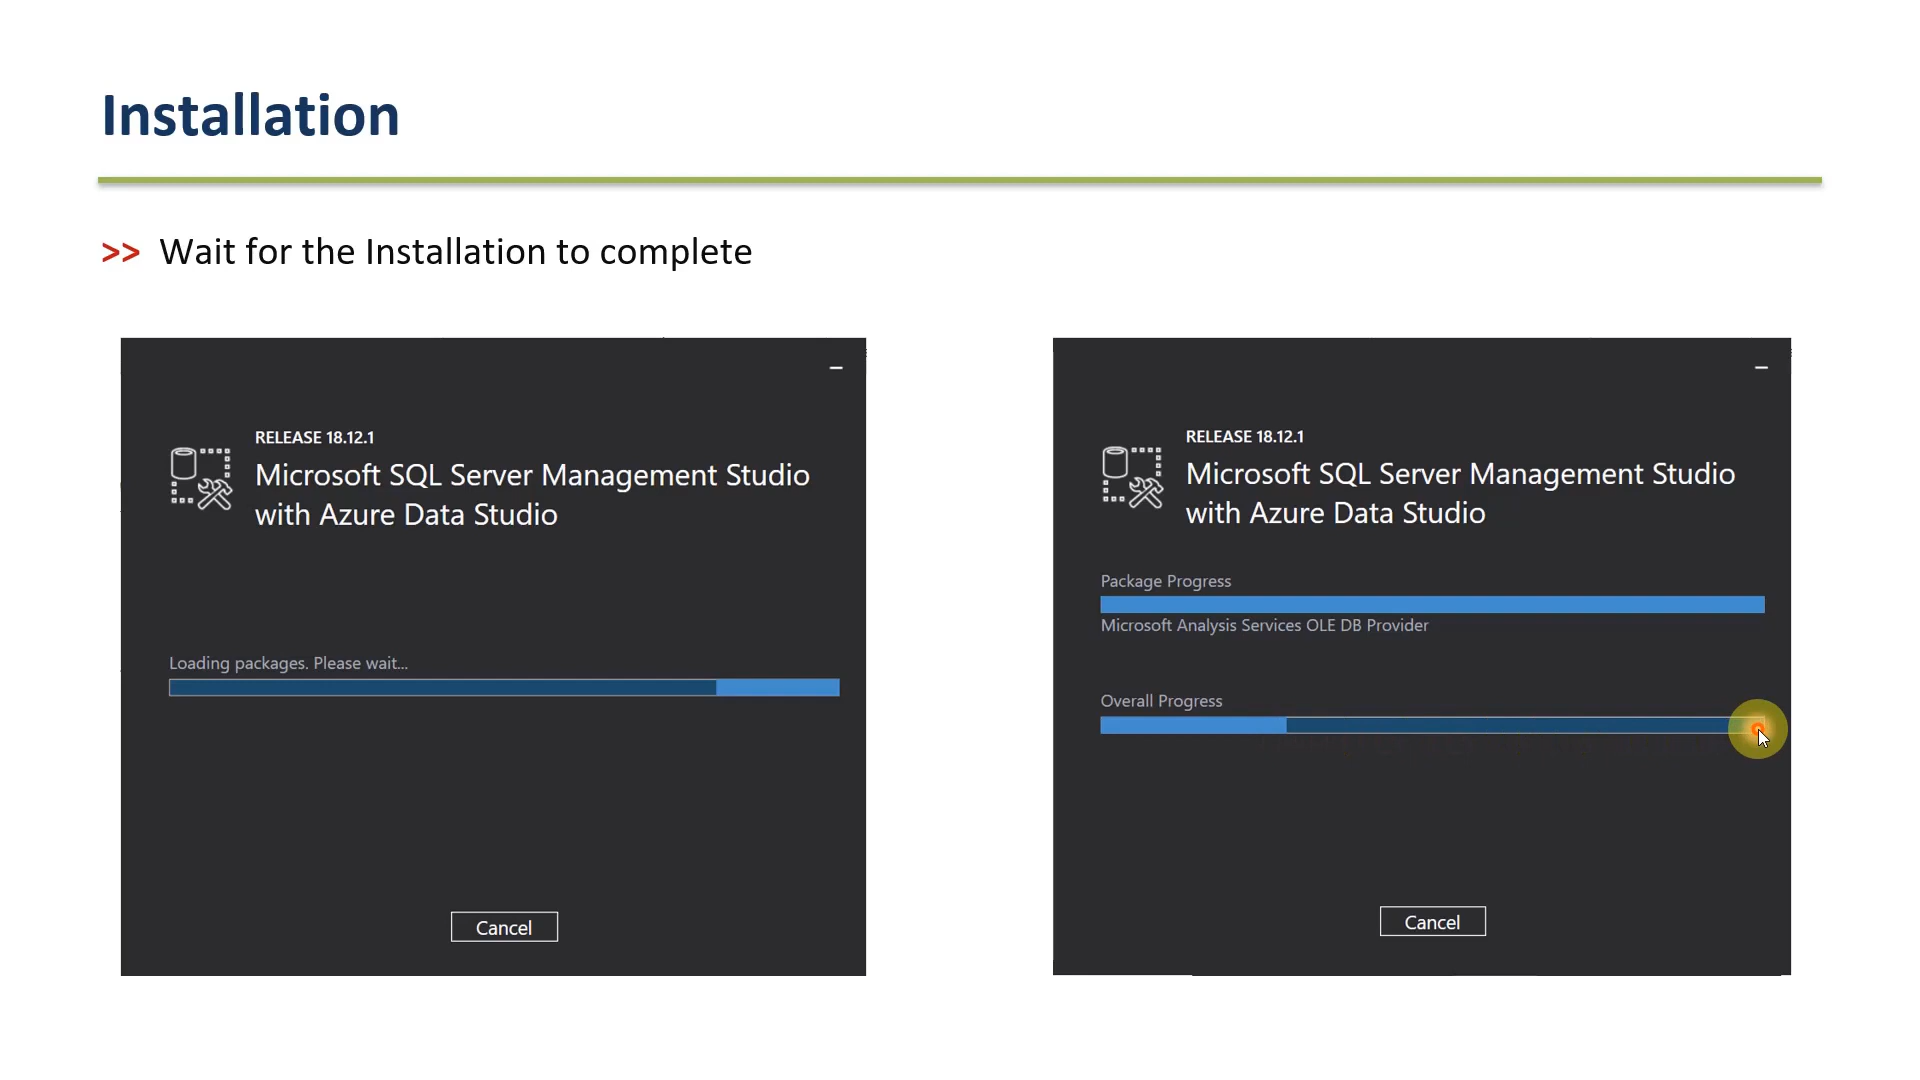 Installation
>> Wait for the Installation to complete
RELEASE 18.12.1
Microsoft SQL Server Management Studio
with Azure Data Studio
Loading packages. Please wait...
Cancel
RELEASE 18.12.1
Microsoft SQL Server Management Studio
with Azure Data Studio
Package Progress
Microsoft Analysis Services OLE DB Provider
Overall Progress
Cancel